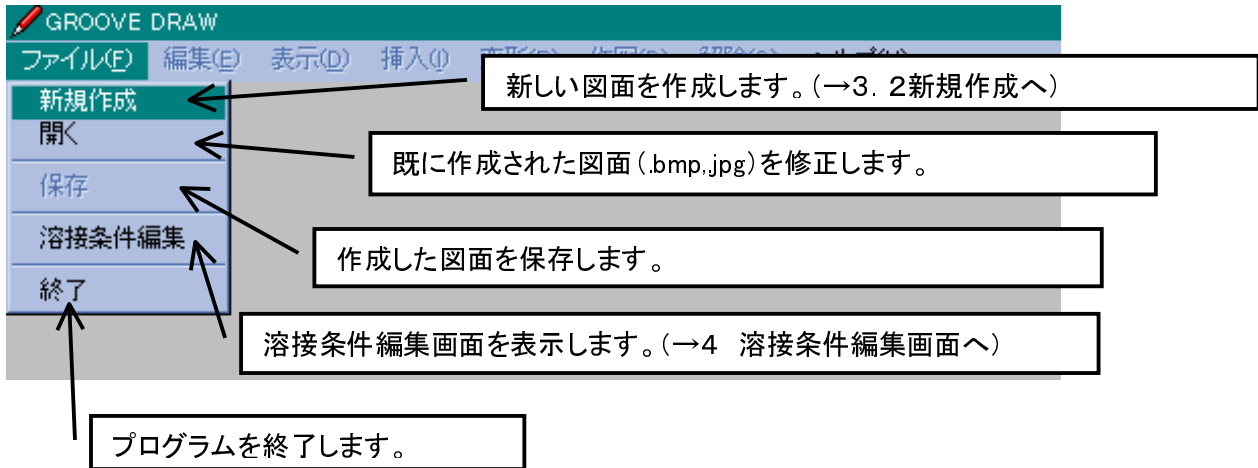 GROOVE DRAW
ファイル(F) 編集(E) 表示(D) 挿入(I)
新しい図面を作成します。(→3.2新規作成へ)
新規作成
開く
既に作成された図面(.bmp,.jpg)を修正します。
保存
溶接条件編集
作成した図面を保存します。
終了
溶接条件編集画面を表示します。(→4 溶接条件編集画面へ)
プログラムを終了します。